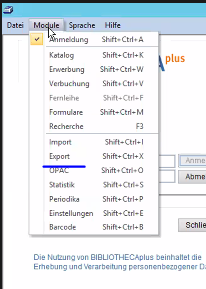 Datei Module Sprache Hilfe
Anmeldung Shift+Ctrl+A
Katalog Shift+Ctrl+K
Erwerbung Shift+Ctrl+W
Verbuchung Shift+Ctrl+V
Fernleihe Shift+Ctrl+F
Formulare Shift+Ctrl+M
Recherche F3
Import Shift+Ctrl+I
Export Shift+Ctrl+X
OPAC Shift+Ctrl+O
Statistik Shift+Ctrl+S
Periodika Shift+Ctrl+P
Einstellungen Shift+Ctrl+E
Barcode Shift+Ctrl+B
Aplus
Anme
Abme
Schlie
Die Nutzung von BIBLIOTHECAplus beinhaltet die
Erhebung und Verarbeitung personenbezogener Da